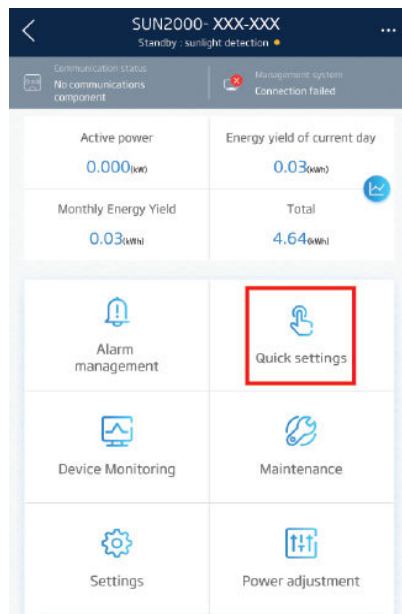 SUN2000- XXX-XXX
Standby : sunlight detection
Communication status
No communications
component
Management system
Connection failed
Active power
0.000(kW)
Energy yield of current day
0.03(kWh)
Monthly Energy Yield
0.03(kWh)
Total
4.64(kWh)
Alarm
management
Quick settings
Device Monitoring
Maintenance
Settings
Power adjustment